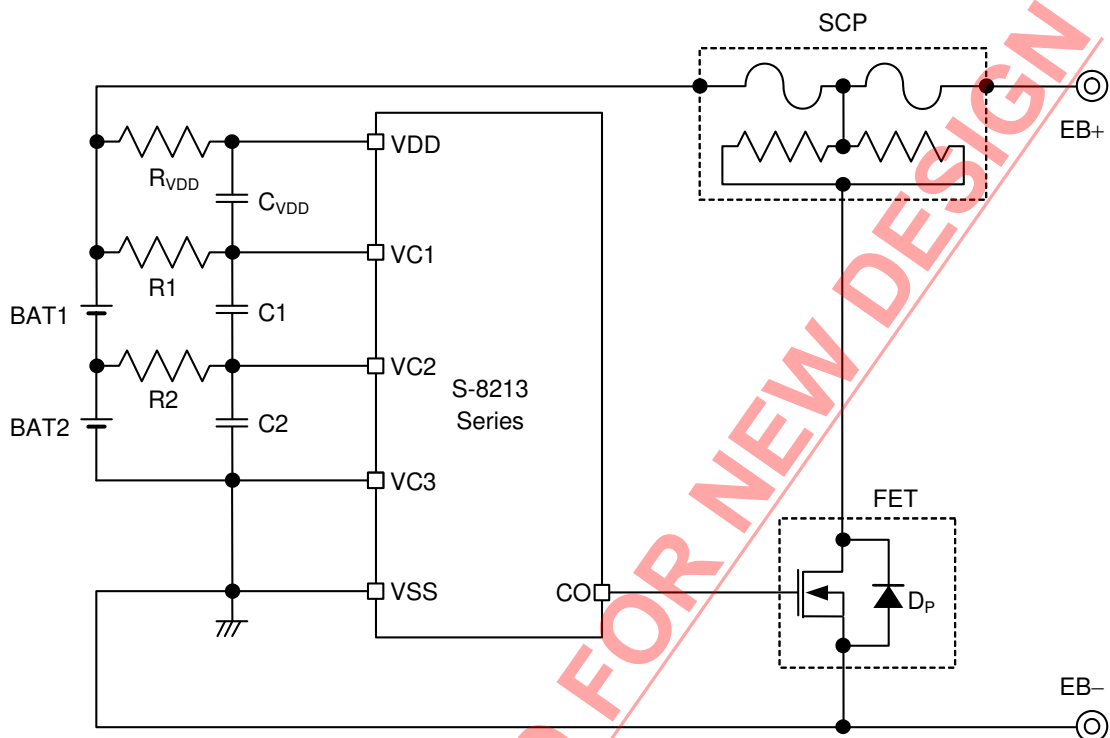 SCP
EB+
VDD
RVDD
CVDD
VC1
R1
BAT1
C1
VC2
R2
S-8213
Series
BAT2
C2
VC3
FET
VSS
CO
DP
EB−
FOR NEW DESIGN